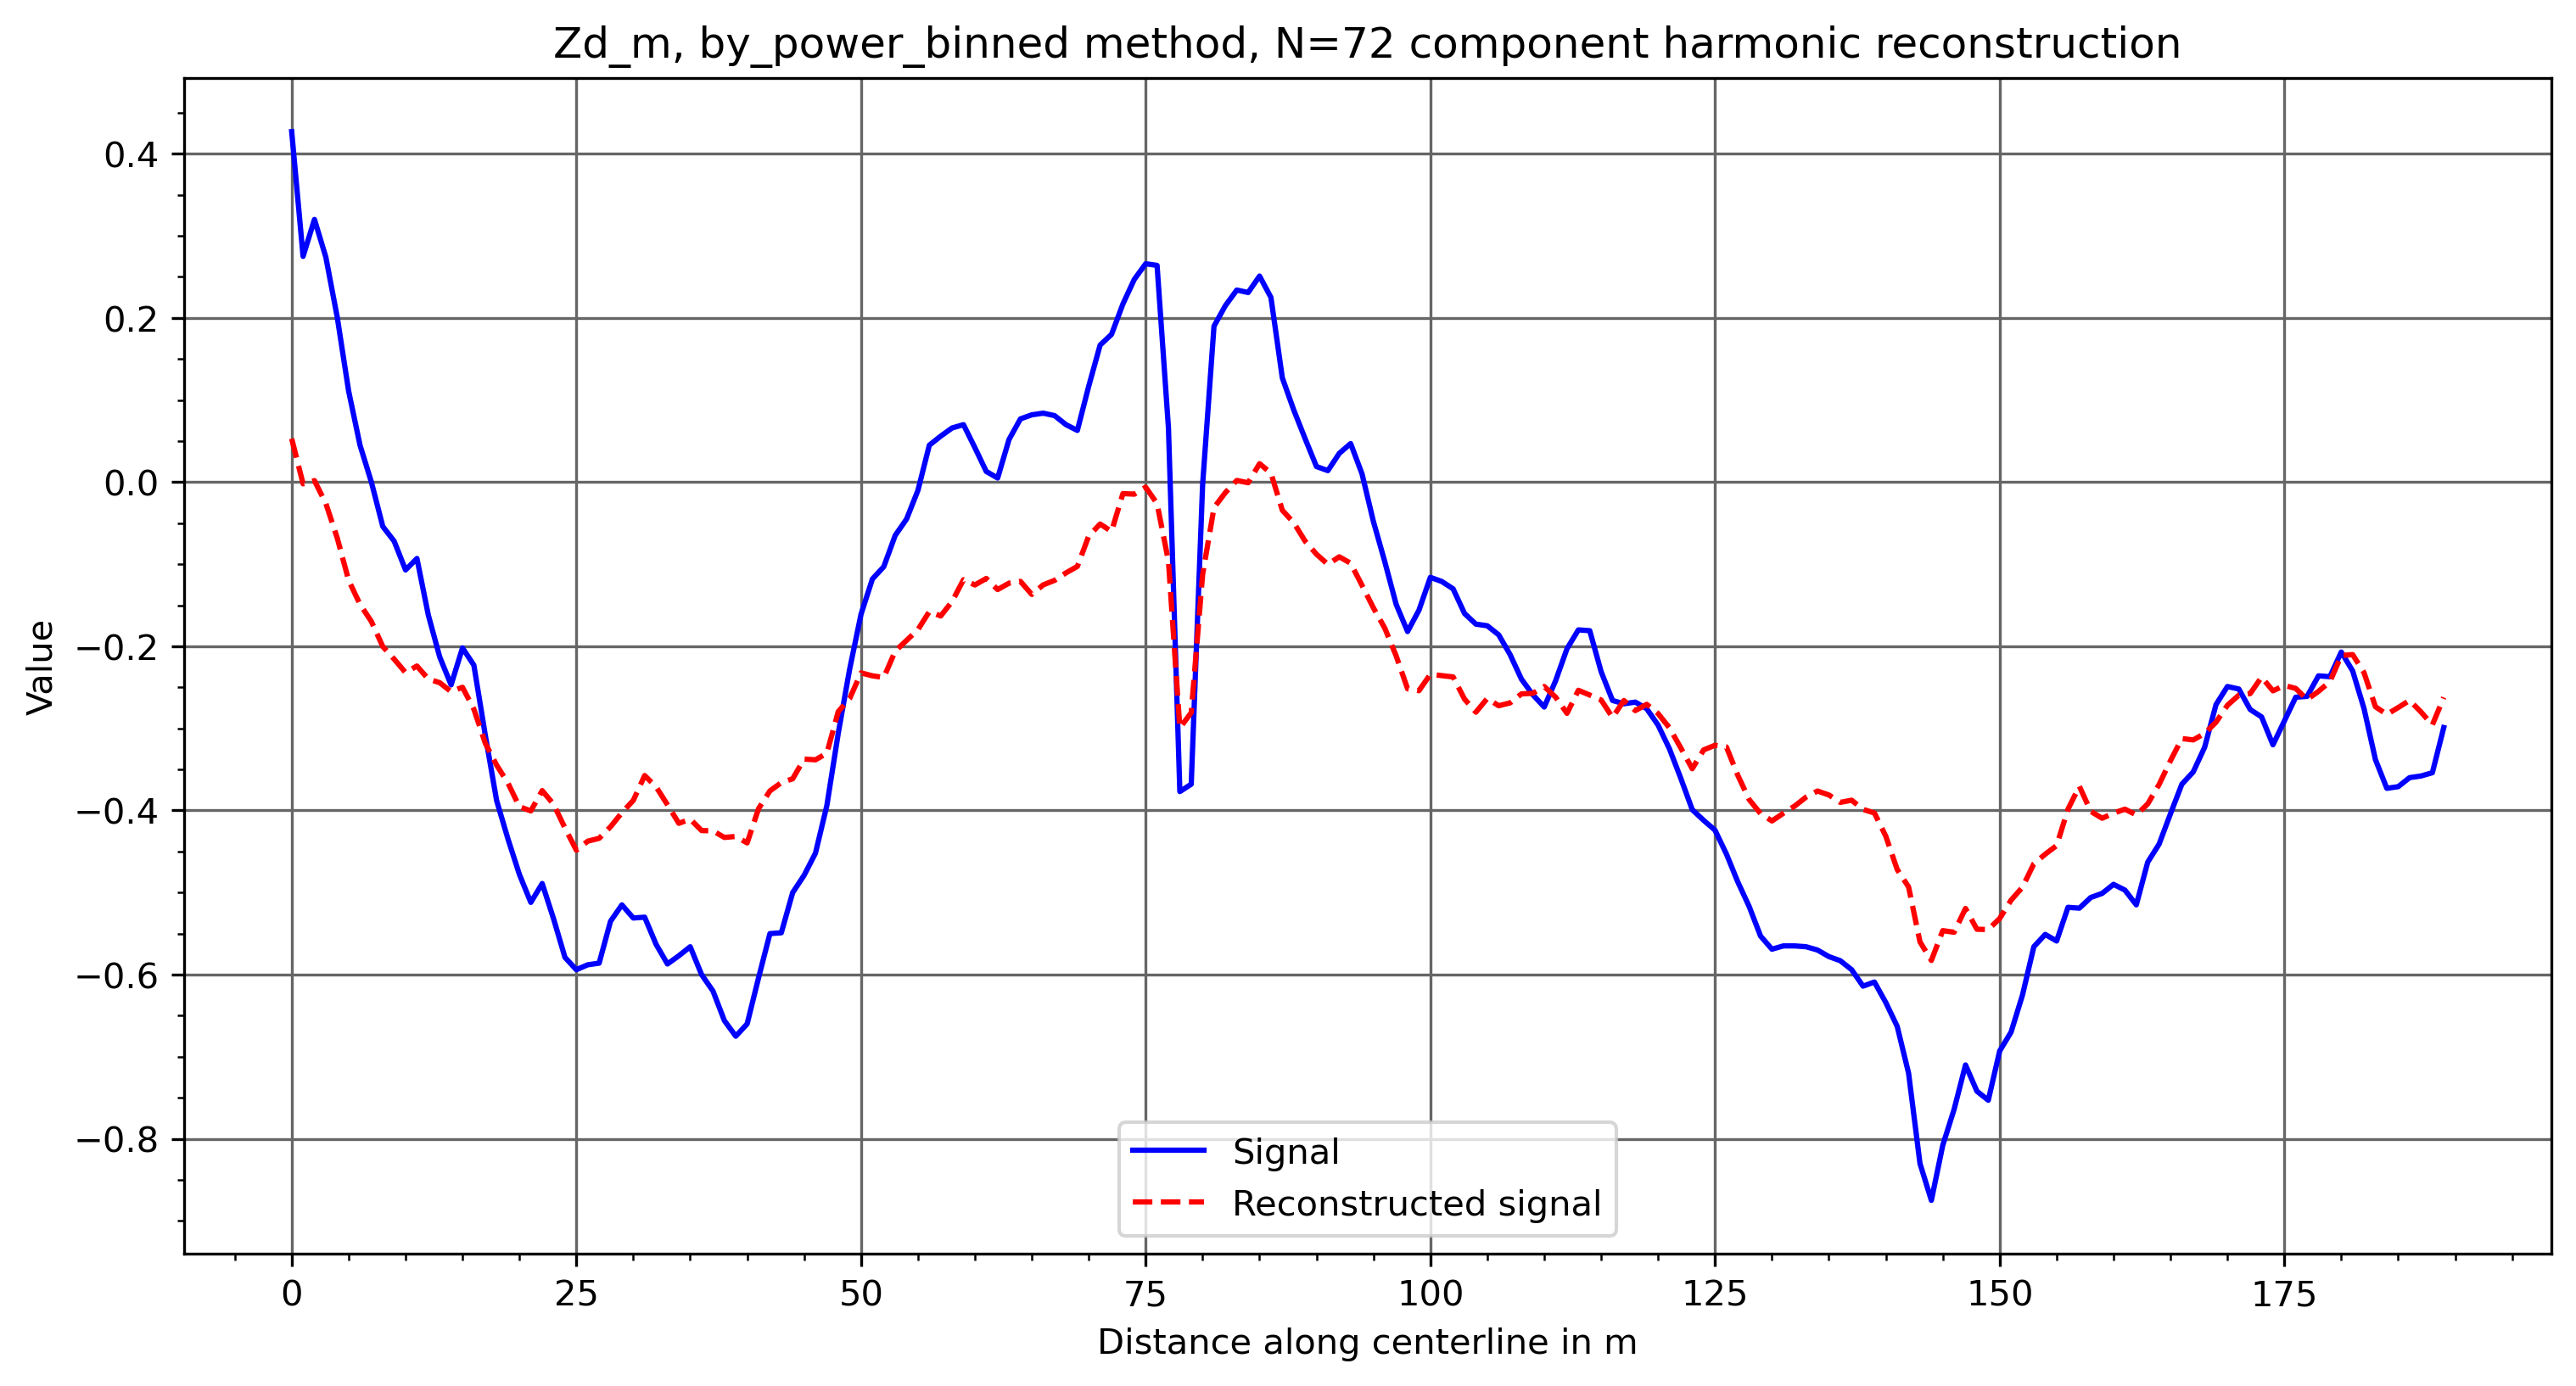 Zd_m, by_power_binned method, N=72 component harmonic reconstruction
0.4
0.2
0.0
−0.2
−0.4
−0.6
−0.8
Value
Signal
Reconstructed signal
0 25 50 75 100 125 150 175
Distance along centerline in m